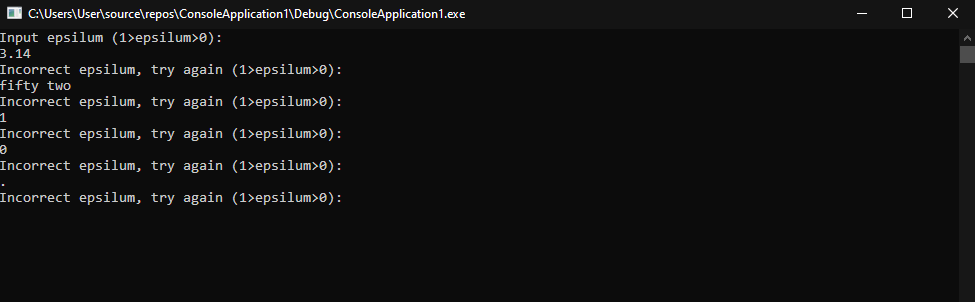 C:\Users\User\source\repos\ConsoleApplication1\Debug\ConsoleApplication1.exe
Input epsilum (1>epsilum>0):
3.14
Incorrect epsilum, try again (1>epsilum>0):
fifty two
Incorrect epsilum, try again (1>epsilum>0):
1
Incorrect epsilum, try again (1>epsilum>0):
0
Incorrect epsilum, try again (1>epsilum>0):
.
Incorrect epsilum, try again (1>epsilum>0):